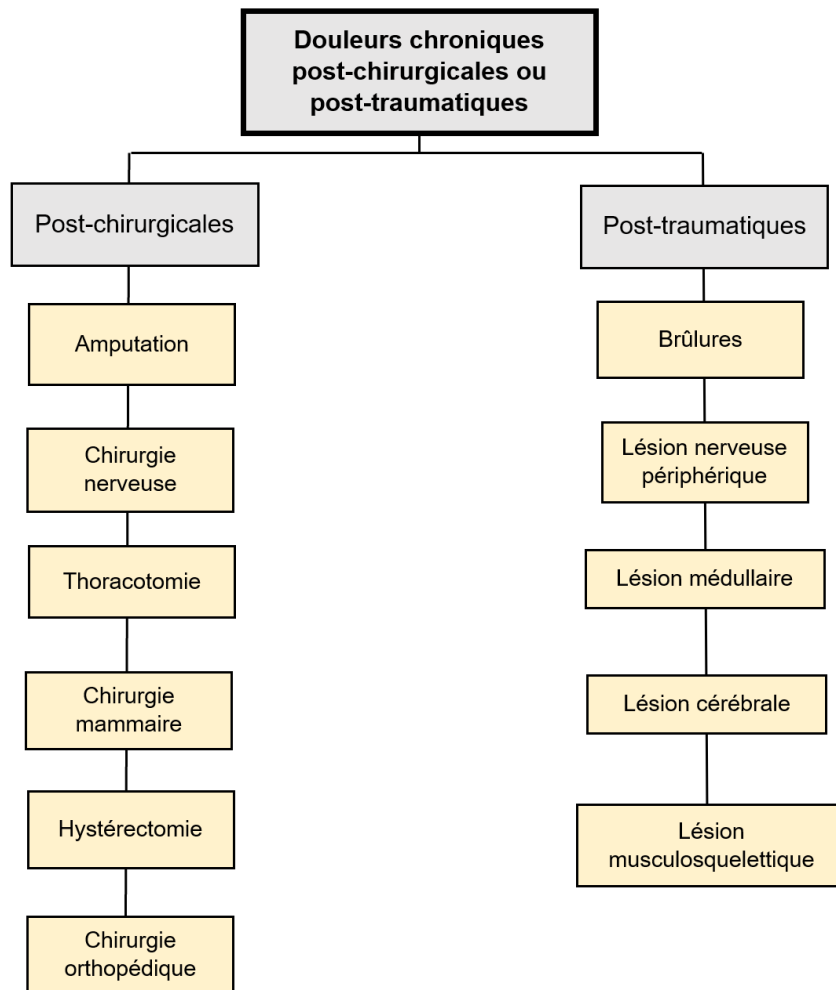 Douleurs chroniques
post-chirurgicales ou
post-traumatiques
Post-chirurgicales
Amputation
Chirurgie
nerveuse
Thoracotomie
Chirurgie
mammaire
Hystérectomie
Chirurgie
orthopédique
Post-traumatiques
Brûlures
Lésion nerveuse
périphérique
Lésion médullaire
Lésion cérébrale
Lésion
musculosquelettique